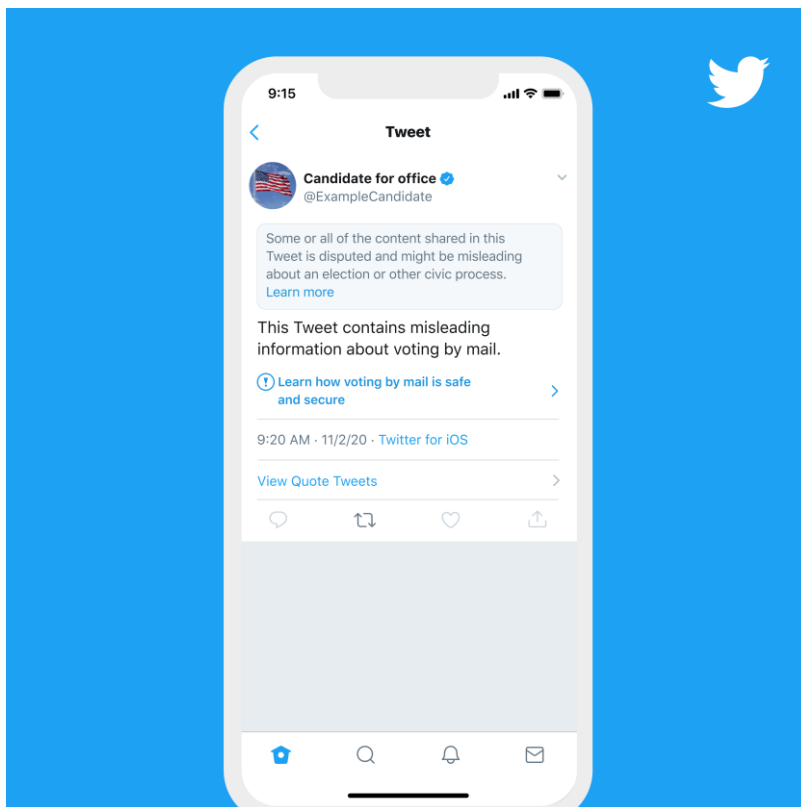 9:15
Tweet
Candidate for office
@ExampleCandidate
Some or all of the content shared in this
Tweet is disputed and might be misleading
about an election or other civic process.
Learn more
This Tweet contains misleading
information about voting by mail.
Learn how voting by mail is safe
and secure
9:20 AM · 11/2/20 · Twitter for iOS
View Quote Tweets